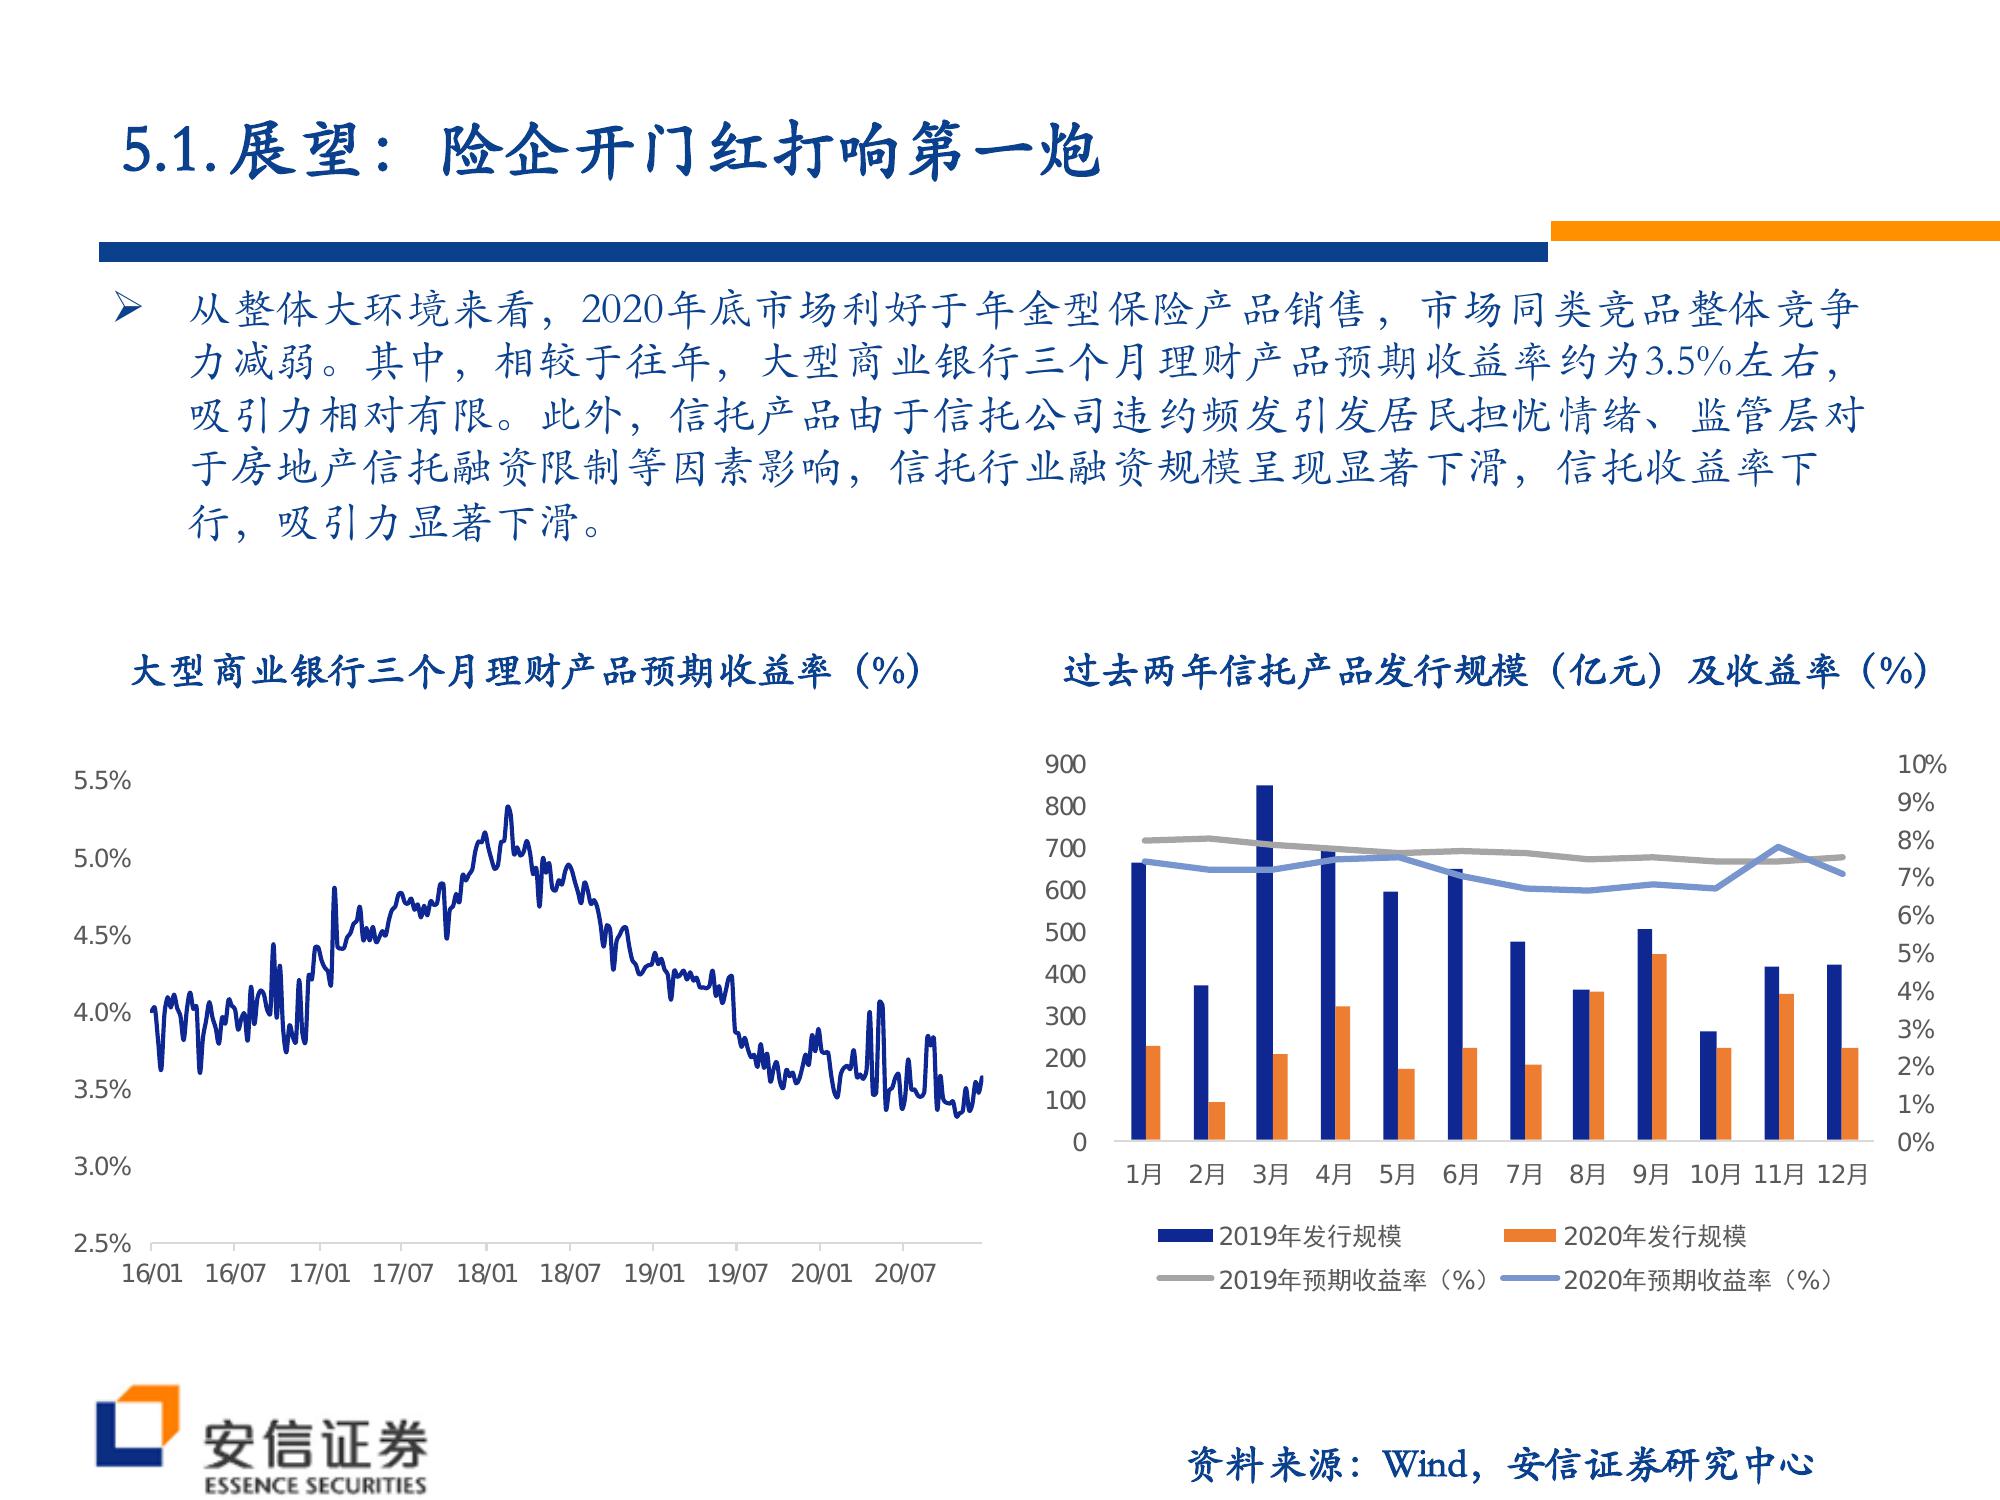 5.1.展望：险企开门红打响第一炮
➢ 从整体大环境来看，2020年底市场利好于年金型保险产品销售，市场同类竞品整体竞争
力减弱。其中，相较于往年，大型商业银行三个月理财产品预期收益率约为3.5%左右，
吸引力相对有限。此外，信托产品由于信托公司违约频发引发居民担忧情绪、监管层对
于房地产信托融资限制等因素影响，信托行业融资规模呈现显著下滑，信托收益率下
行，吸引力显著下滑。
大型商业银行三个月理财产品预期收益率（%）
5.5%
5.0%
4.5%
4.0%
3.5%
3.0%
2.5%
16/01 16/07 17/01 17/07 18/01 18/07 19/01 19/07 20/01 20/07
过去两年信托产品发行规模（亿元）及收益率（%）
900
800
700
600
500
400
300
200
100
0
10%
9%
8%
7%
6%
5%
4%
3%
2%
1%
0%
1月 2月 3月 4月 5月 6月 7月 8月 9月 10月 11月 12月
2019年发行规模 2020年发行规模
2019年预期收益率（%） 2020年预期收益率（%）
安信证券
ESSENCE SECURITIES
资料来源：Wind，安信证券研究中心